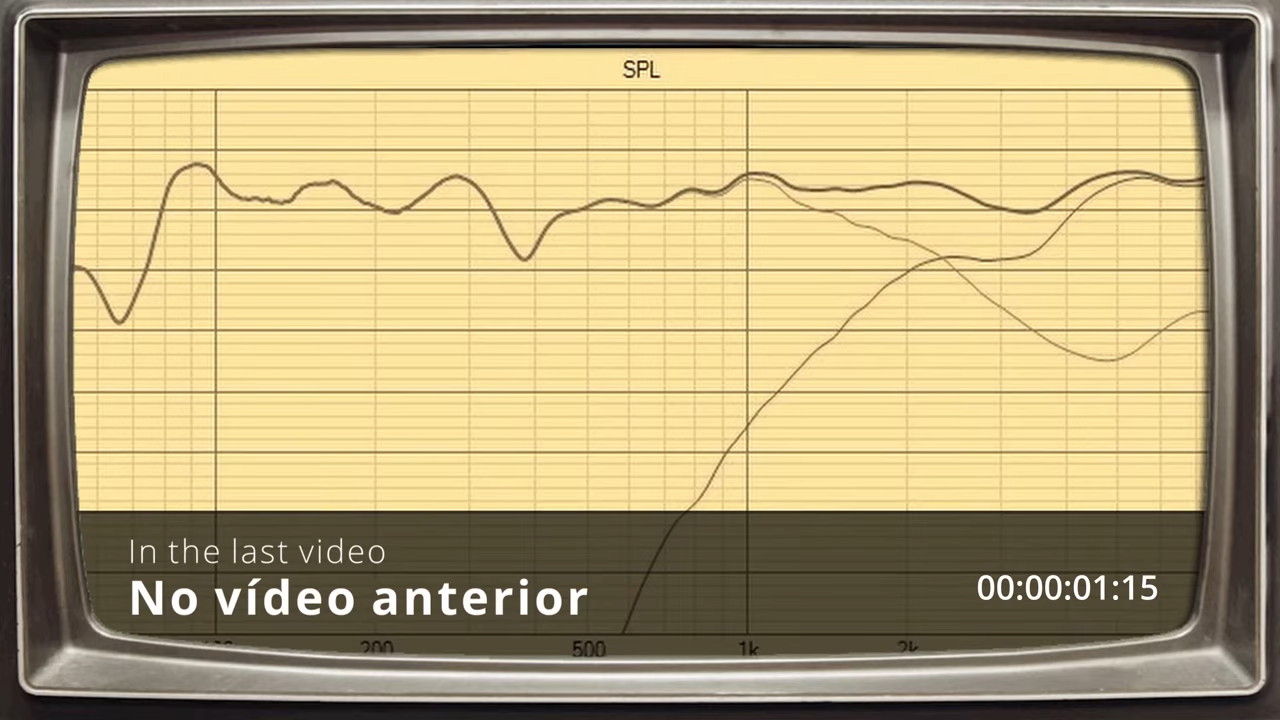 SPL
In the last video
No vídeo anterior
00:00:01:15
200
500
1k
2k